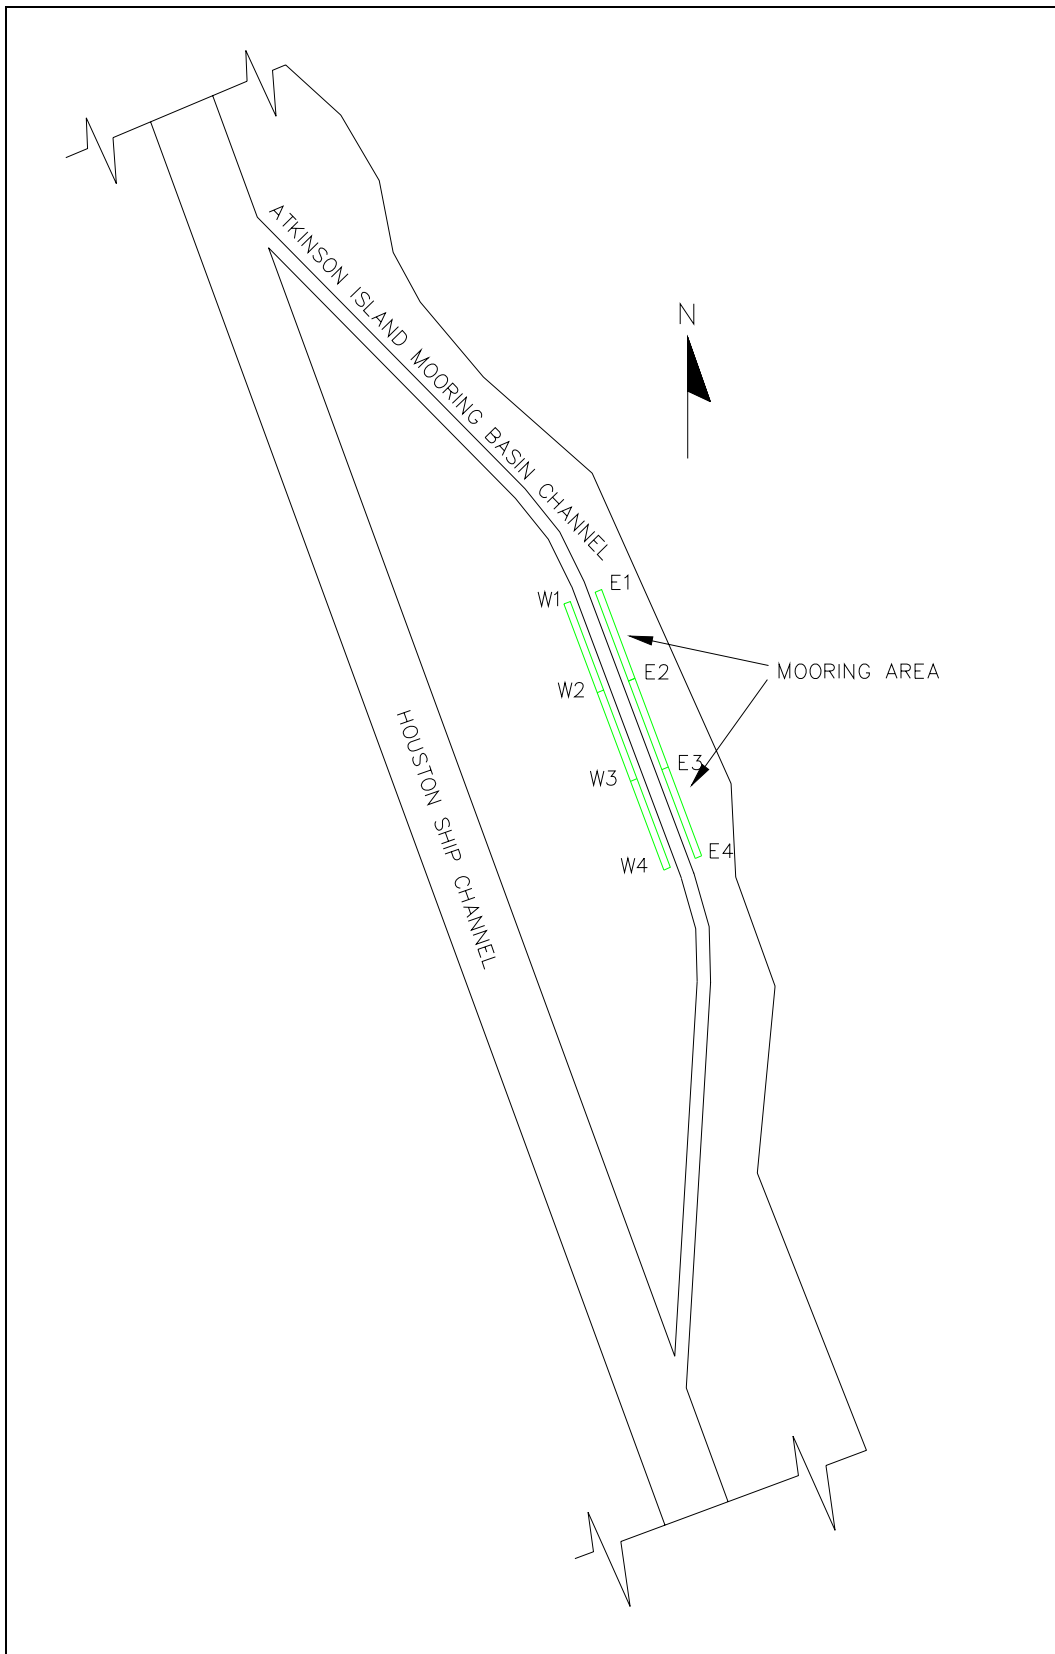 ATKINSON ISLAND MOORING BASIN CHANNEL
N
E1
W1
E2
MOORING AREA
W2
E3
W3
HOUSTON SHIP CHANNEL
E4
W4